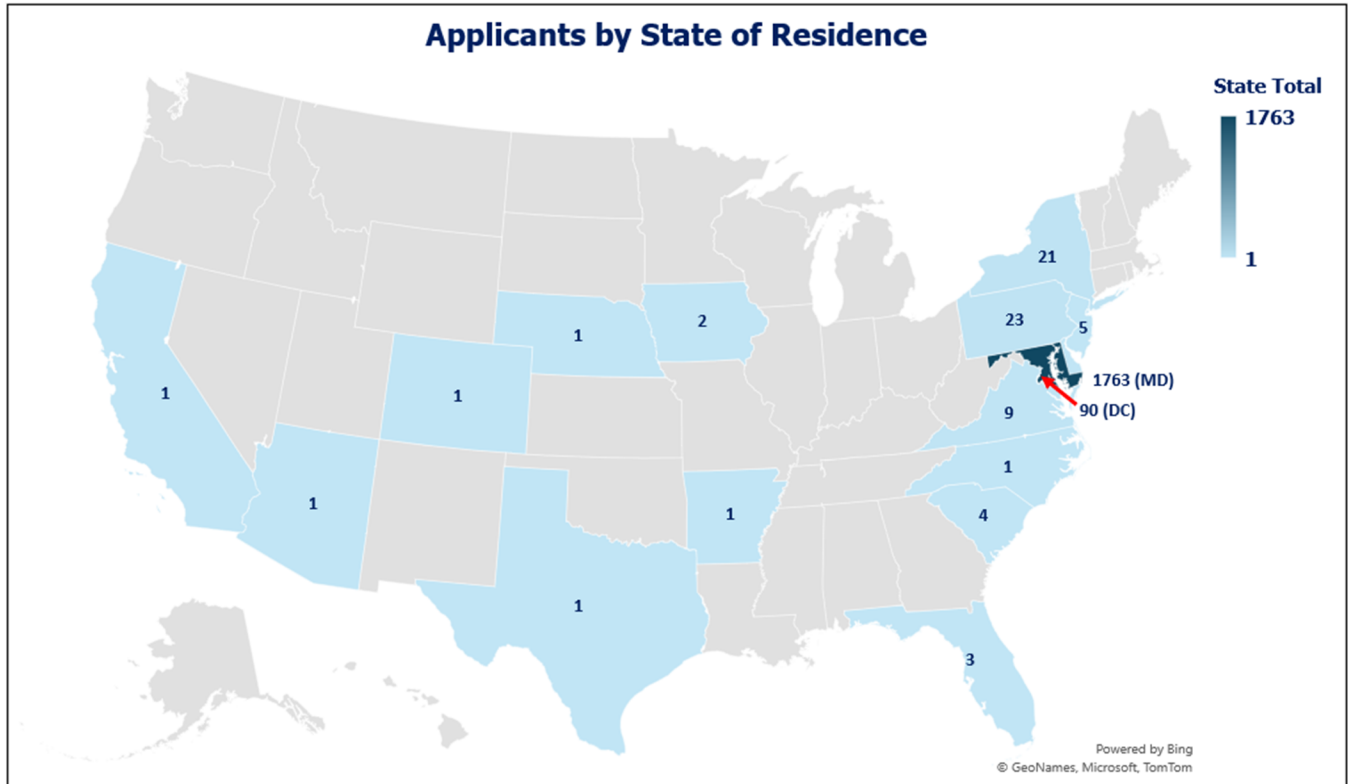 Applicants by State of Residence
State Total
1763
1
21
23
5
1
2
1763 (MD)
1
1
90 (DC)
9
1
1
1
4
1
3
Powered by Bing
© GeoNames, Microsoft, TomTom